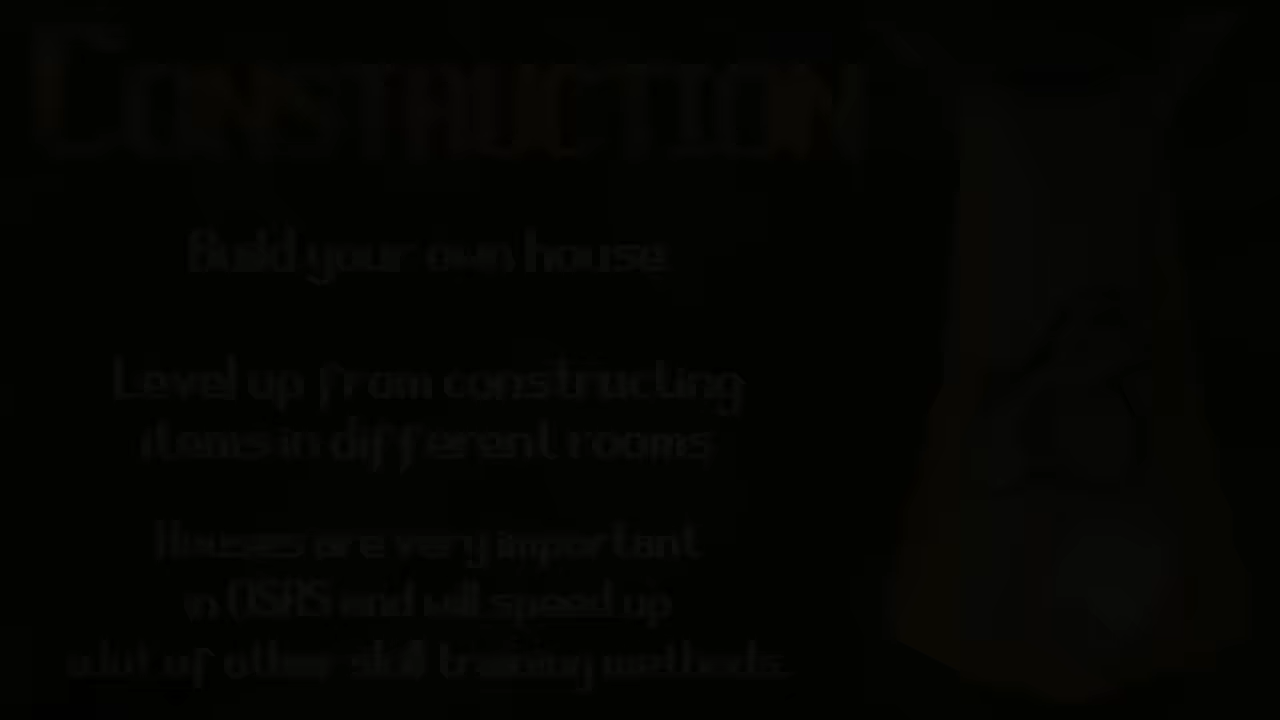 Construction
Build your own house
Level up from constructing
items in different rooms
Houses are very important
in OSRS and will speed up
a lot of other skill training methods